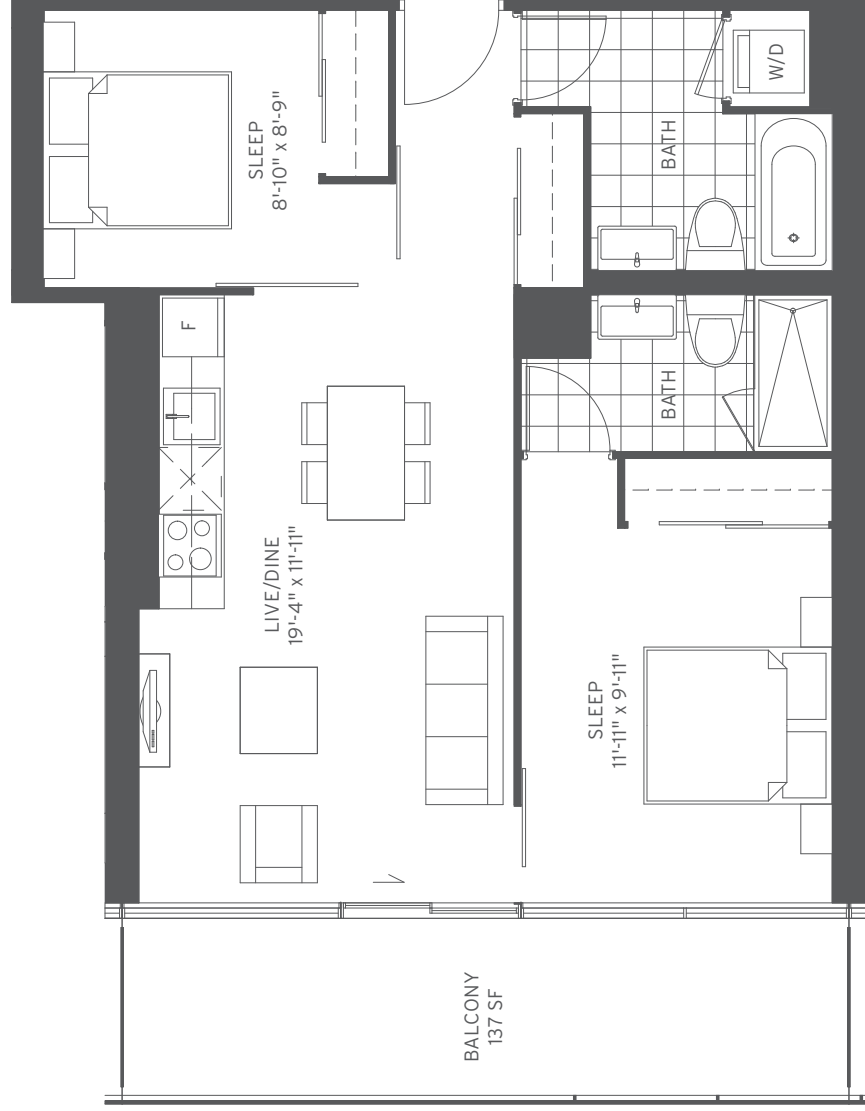 SLEEP
8'-10" x 8'-9"
W/D
BATH
F
BATH
LIVE/DINE
19'-4" x 11'-11"
SLEEP
11'-11" x 9'-11"
BALCONY
137 SF